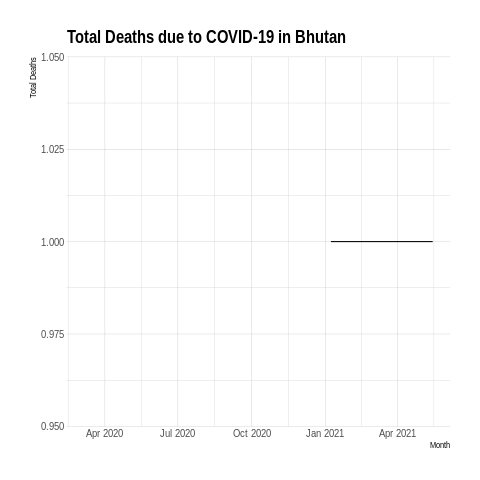 Total Deaths due to COVID-19 in Bhutan
Total Deaths
1.050
1.025
1.000
0.975
0.950
Apr 2020 Jul 2020 Oct 2020 Jan 2021 Apr 2021
Month